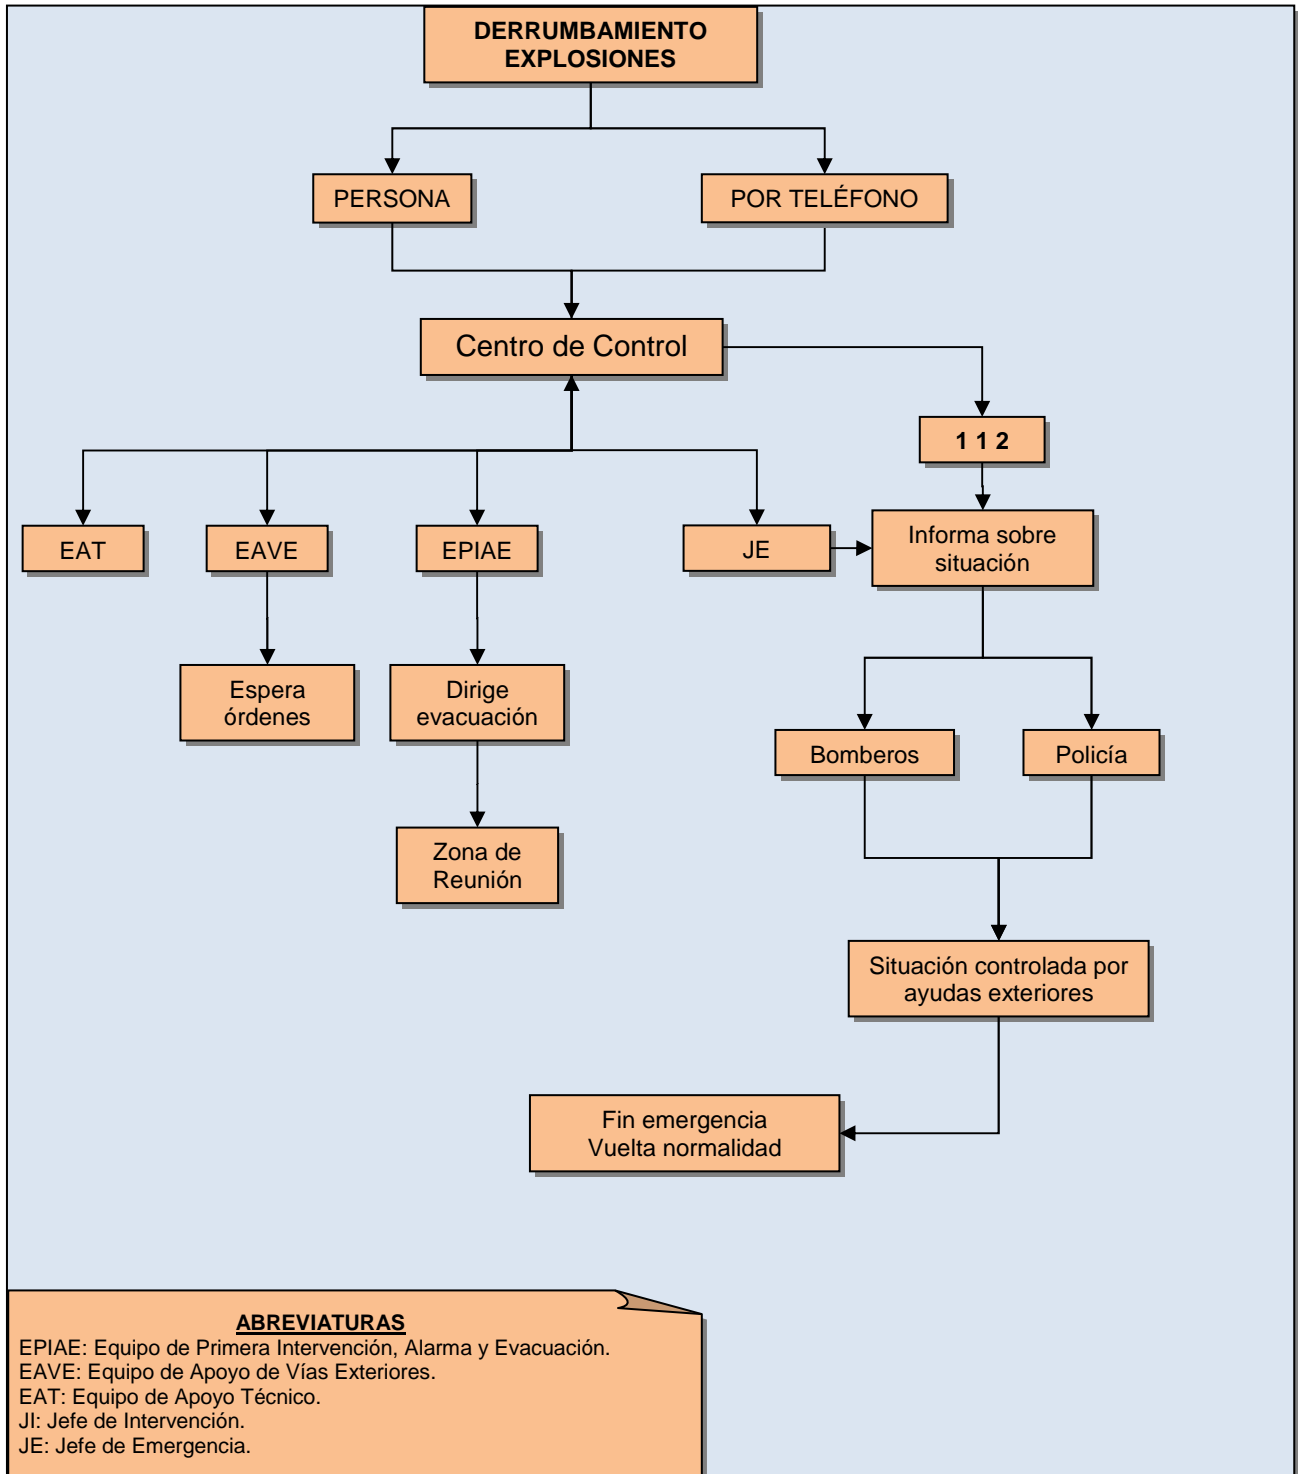 DERRUMBAMIENTO
EXPLOSIONES
PERSONA
POR TELÉFONO
Centro de Control
1 1 2
EAT
EAVE
EPIAE
JE
Informa sobre
situación
Espera
órdenes
Dirige
evacuación
Bomberos
Policía
Zona de
Reunión
Situación controlada por
ayudas exteriores
Fin emergencia
Vuelta normalidad
ABREVIATURAS
EPIAE: Equipo de Primera Intervención, Alarma y Evacuación.
EAVE: Equipo de Apoyo de Vías Exteriores.
EAT: Equipo de Apoyo Técnico.
JI: Jefe de Intervención.
JE: Jefe de Emergencia.